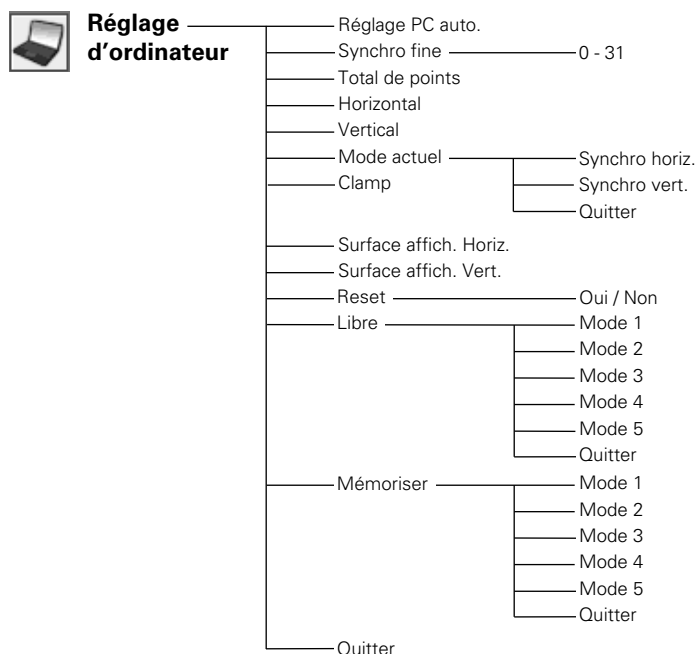 Réglage d'ordinateur
Réglage PC auto.
Synchro fine
0 - 31
Total de points
Horizontal
Vertical
Mode actuel
Synchro horiz.
Synchro vert.
Quitter
Clamp
Surface affich. Horiz.
Surface affich. Vert.
Reset
Oui / Non
Libre
Mode 1
Mode 2
Mode 3
Mode 4
Mode 5
Quitter
Mémoriser
Mode 1
Mode 2
Mode 3
Mode 4
Mode 5
Quitter
Quitter